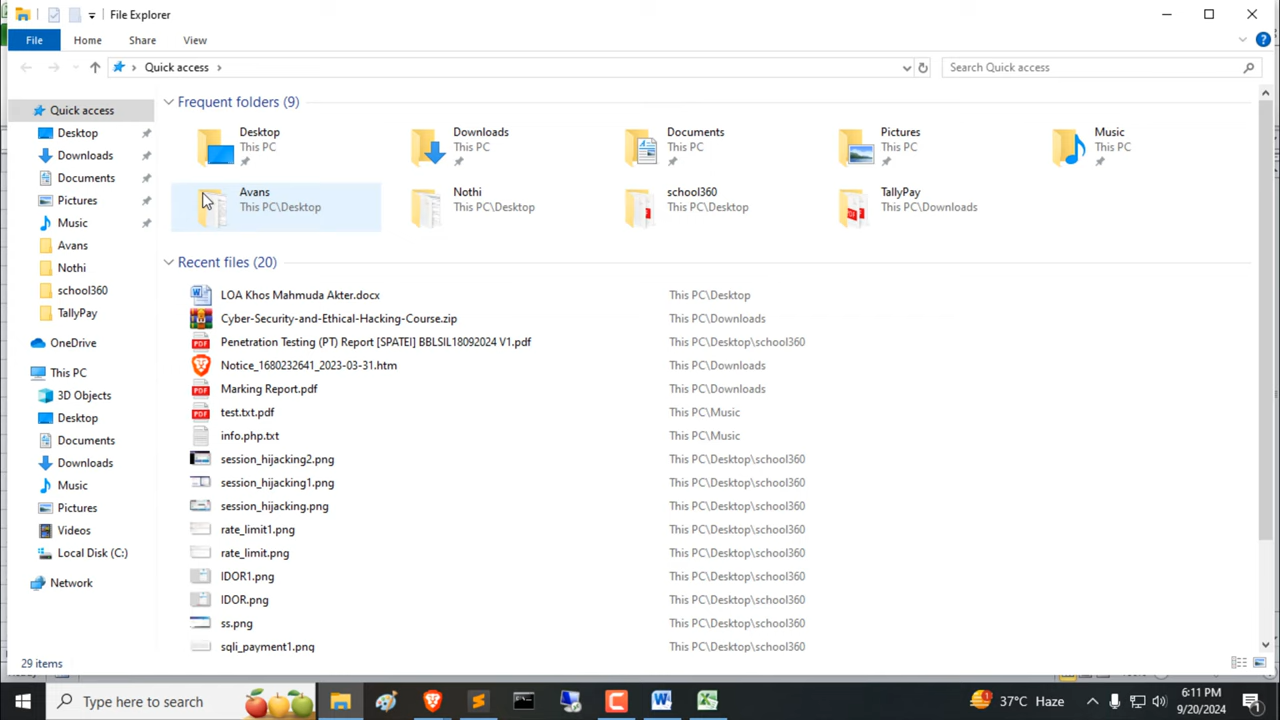 File Explorer
File Home Share View
Quick access
Search Quick access
Quick access
Desktop
Downloads
Documents
Pictures
Music
Avans
Nothi
school360
TallyPay
OneDrive
This PC
3D Objects
Desktop
Documents
Downloads
Music
Pictures
Videos
Local Disk (C:)
Network
Frequent folders (9)
Desktop
This PC
Downloads
This PC
Documents
This PC
Pictures
This PC
Music
This PC
Avans
This PC\Desktop
Nothi
This PC\Desktop
school360
This PC\Desktop
TallyPay
This PC\Downloads
Recent files (20)
LOA Khos Mahmuda Akter.docx This PC\Desktop
Cyber-Security-and-Ethical-Hacking-Course.zip This PC\Downloads
Penetration Testing (PT) Report [SPATEI] BBLSIL18092024 V1.pdf This PC\Desktop\school360
Notice_1680232641_2023-03-31.htm This PC\Downloads
Marking Report.pdf This PC\Downloads
test.txt.pdf This PC\Music
info.php.txt This PC\Music
session_hijacking2.png This PC\Desktop\school360
session_hijacking1.png This PC\Desktop\school360
session_hijacking.png This PC\Desktop\school360
rate_limit1.png This PC\Desktop\school360
rate_limit.png This PC\Desktop\school360
IDOR1.png This PC\Desktop\school360
IDOR.png This PC\Desktop\school360
ss.png This PC\Desktop\school360
sqli_payment1.png This PC\Desktop\school360
29 items
Type here to search
37°C Haze
6:11 PM
9/20/2024